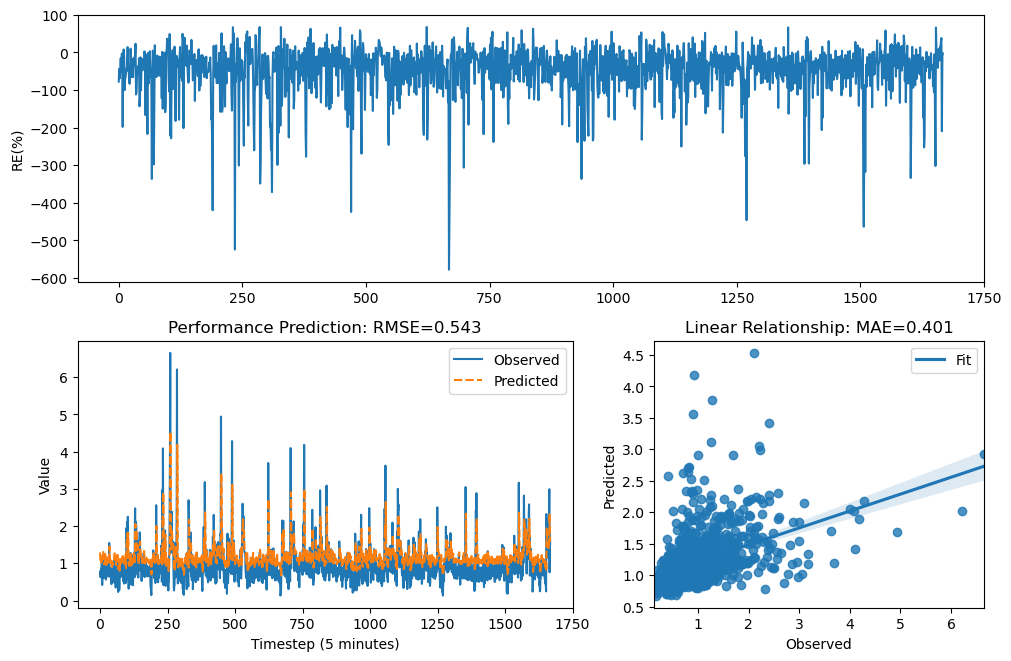 100
0
−100
−200
−300
−400
−500
−600
RE(%)
0 250 500 750 1000 1250 1500 1750
Performance Prediction: RMSE=0.543
Observed
Predicted
6
5
4
3
2
1
0
Value
0 250 500 750 1000 1250 1500 1750
Timestep (5 minutes)
Linear Relationship: MAE=0.401
Fit
4.5
4.0
3.5
3.0
2.5
2.0
1.5
1.0
0.5
Predicted
1 2 3 4 5 6
Observed